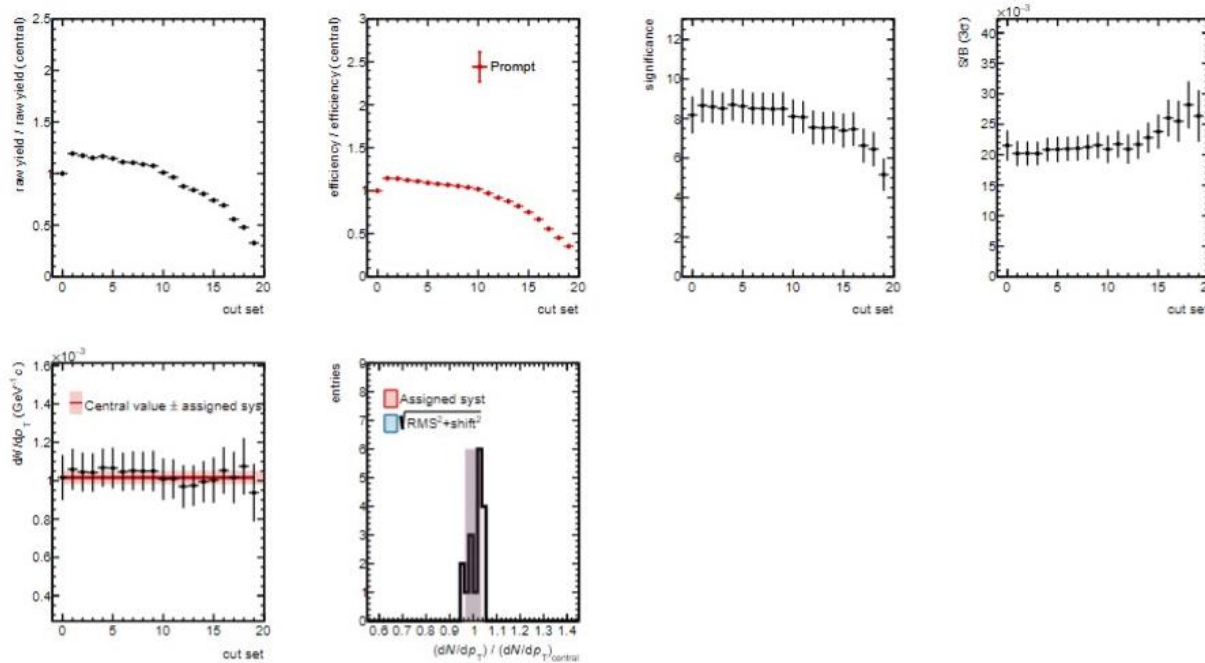 raw yield / raw yield (central)
2.5
2
1.5
1
0.5
0
0 5 10 15 20
cut set
efficiency / efficiency (central)
3
2.5
2
1.5
1
0.5
0
Prompt
0 5 10 15 20
cut set
significance
12
10
8
6
4
2
0
0 5 10 15 20
cut set
S/B (3σ)
×10⁻³
40
35
30
25
20
15
10
5
0
0 5 10 15 20
cut set
dN/dp_T (GeV⁻¹ c)
×10⁻³
1.6
1.4
1.2
1
0.8
0.6
0.4
Central value ± assigned sys
0 5 10 15 20
cut set
entries
9
8
7
6
5
4
3
2
1
0
Assigned syst
√RMS²+shift²
0.6 0.7 0.8 0.9 1 1.1 1.2 1.3 1.4
(dN/dp_T) / (dN/dp_T)_central